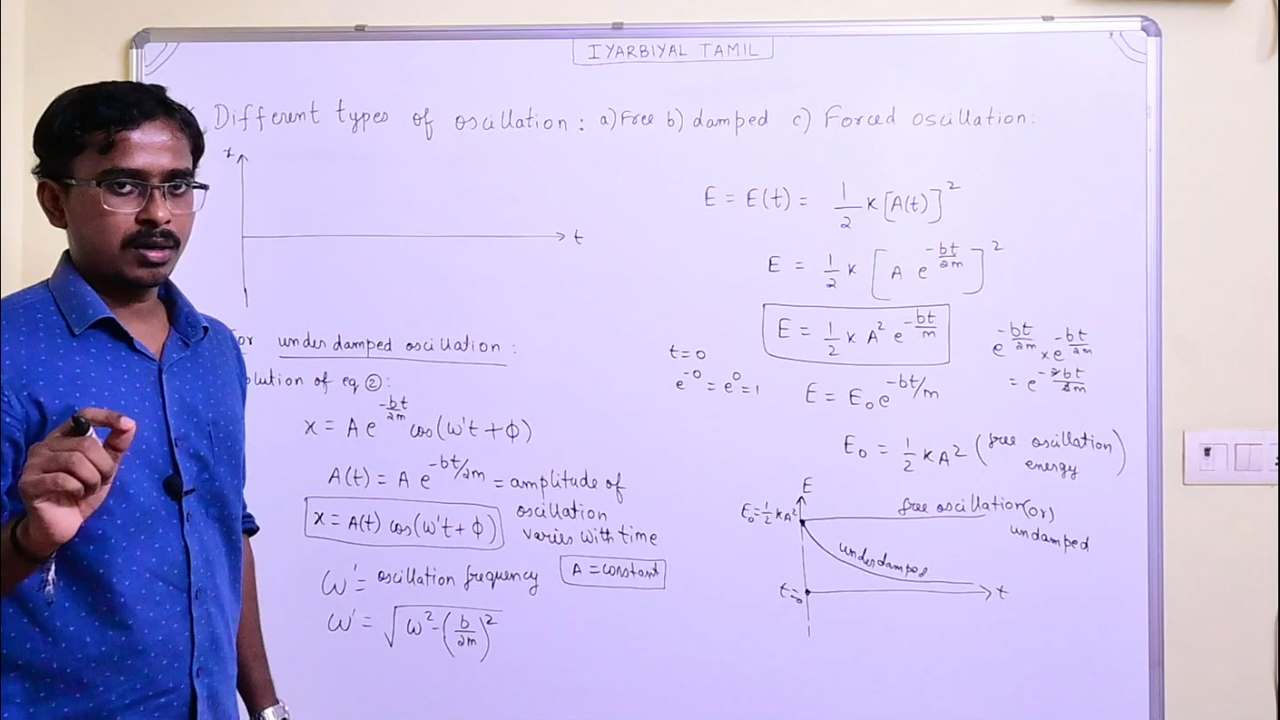 IYARBIYAL TAMIL
Different types of oscillation: a) Free b) damped c) Forced oscillation:
x
t
E = E(t) = 1/2 K[A(t)]^2
E = 1/2 K [A e^(-bt/2m)]^2
E = 1/2 K A^2 e^(-bt/m)
e^(-bt/2m) × e^(-bt/2m)
= e^(-2bt/2m)
t=0
e^-0 = e^0 = 1
E = E0 e^(-bt/m)
E0 = 1/2 KA^2 (free oscillation energy)
For under damped oscillation:
olution of eq ②:
x = A e^(-bt/2m) cos(ω't + φ)
A(t) = A e^(-bt/2m) = amplitude of
oscillation
varies with time
x = A(t) cos(ω't + φ)
ω' = oscillation frequency
A = constant
ω' = √(ω^2 - (b/2m)^2)
E
E0 = 1/2 KA^2
free oscillation (or)
undamped
underdamped
t=0
t